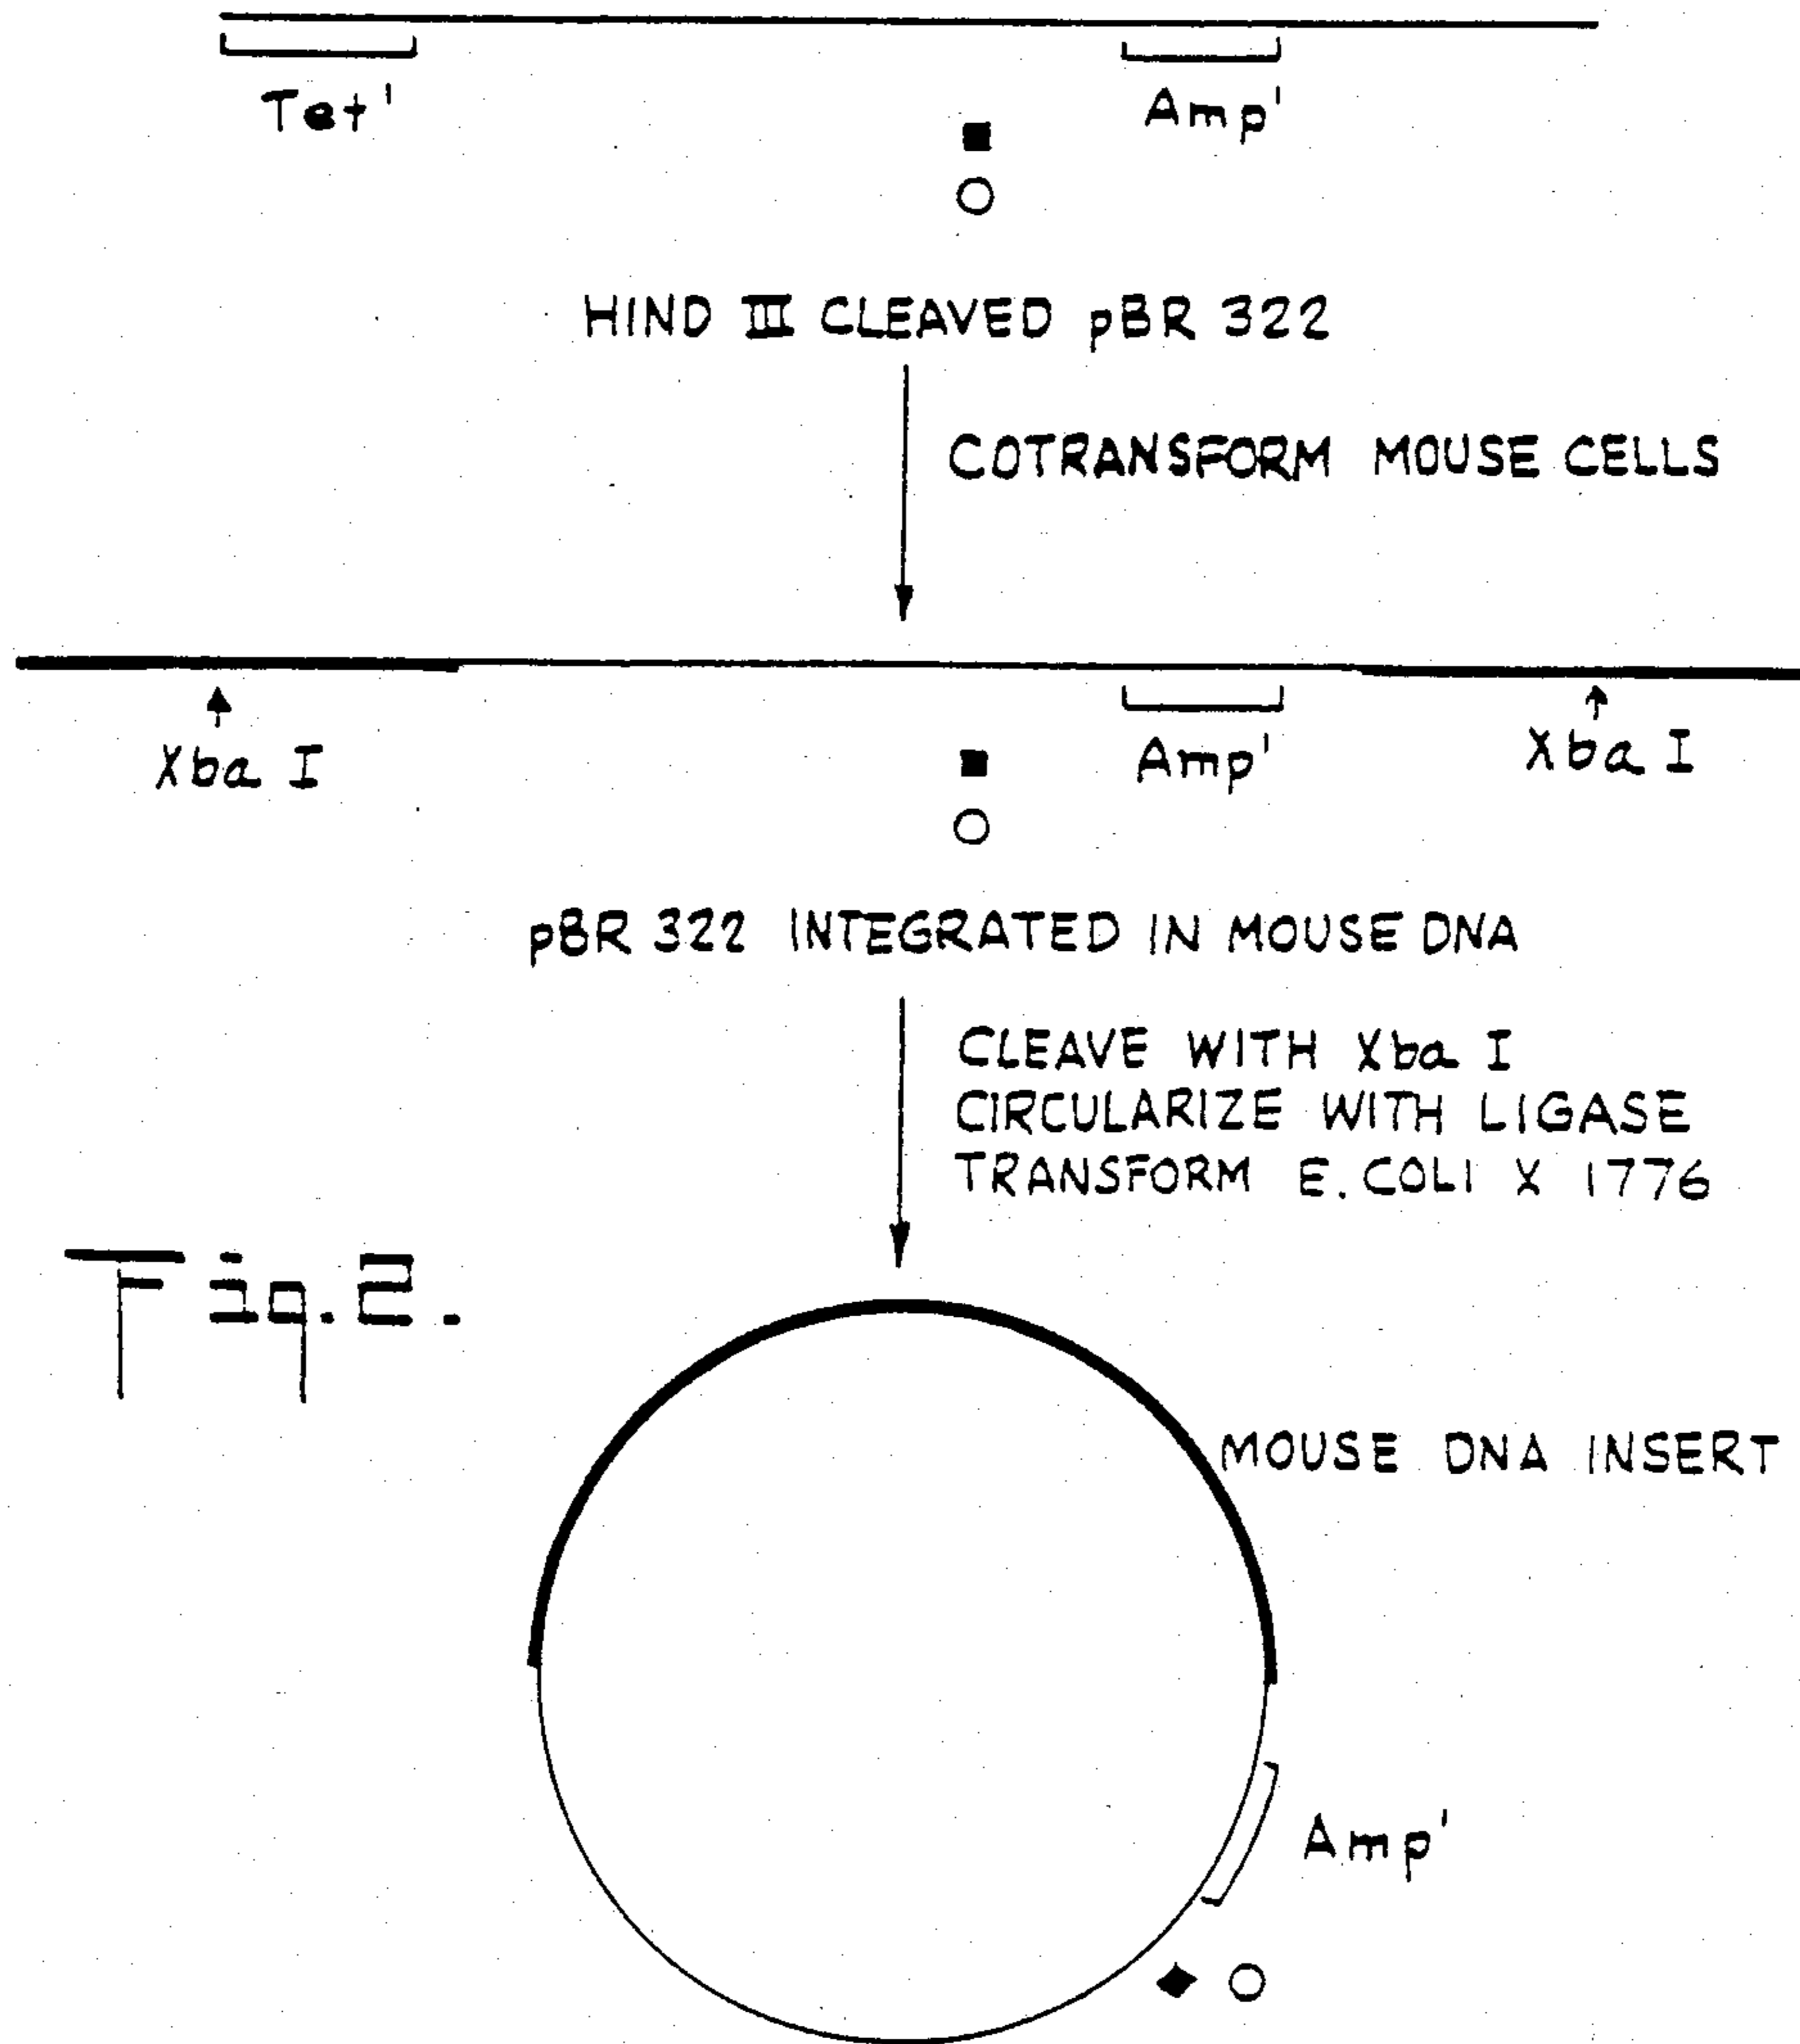 Tet' Amp'
HIND III CLEAVED pBR 322
COTRANSFORM MOUSE CELLS
Xba I Amp' Xba I
pBR 322 INTEGRATED IN MOUSE DNA
CLEAVE WITH Xba I
CIRCULARIZE WITH LIGASE
TRANSFORM E. COLI X 1776
Fig. 2.
MOUSE DNA INSERT
Amp'